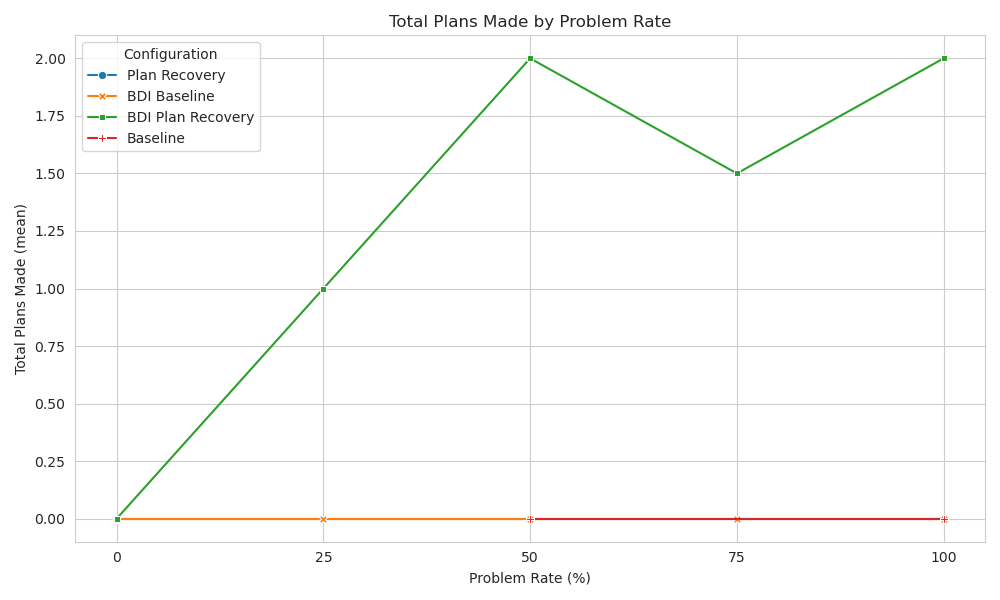 Total Plans Made by Problem Rate
Configuration
Plan Recovery
BDI Baseline
BDI Plan Recovery
Baseline
Total Plans Made (mean)
2.00
1.75
1.50
1.25
1.00
0.75
0.50
0.25
0.00
0 25 50 75 100
Problem Rate (%)